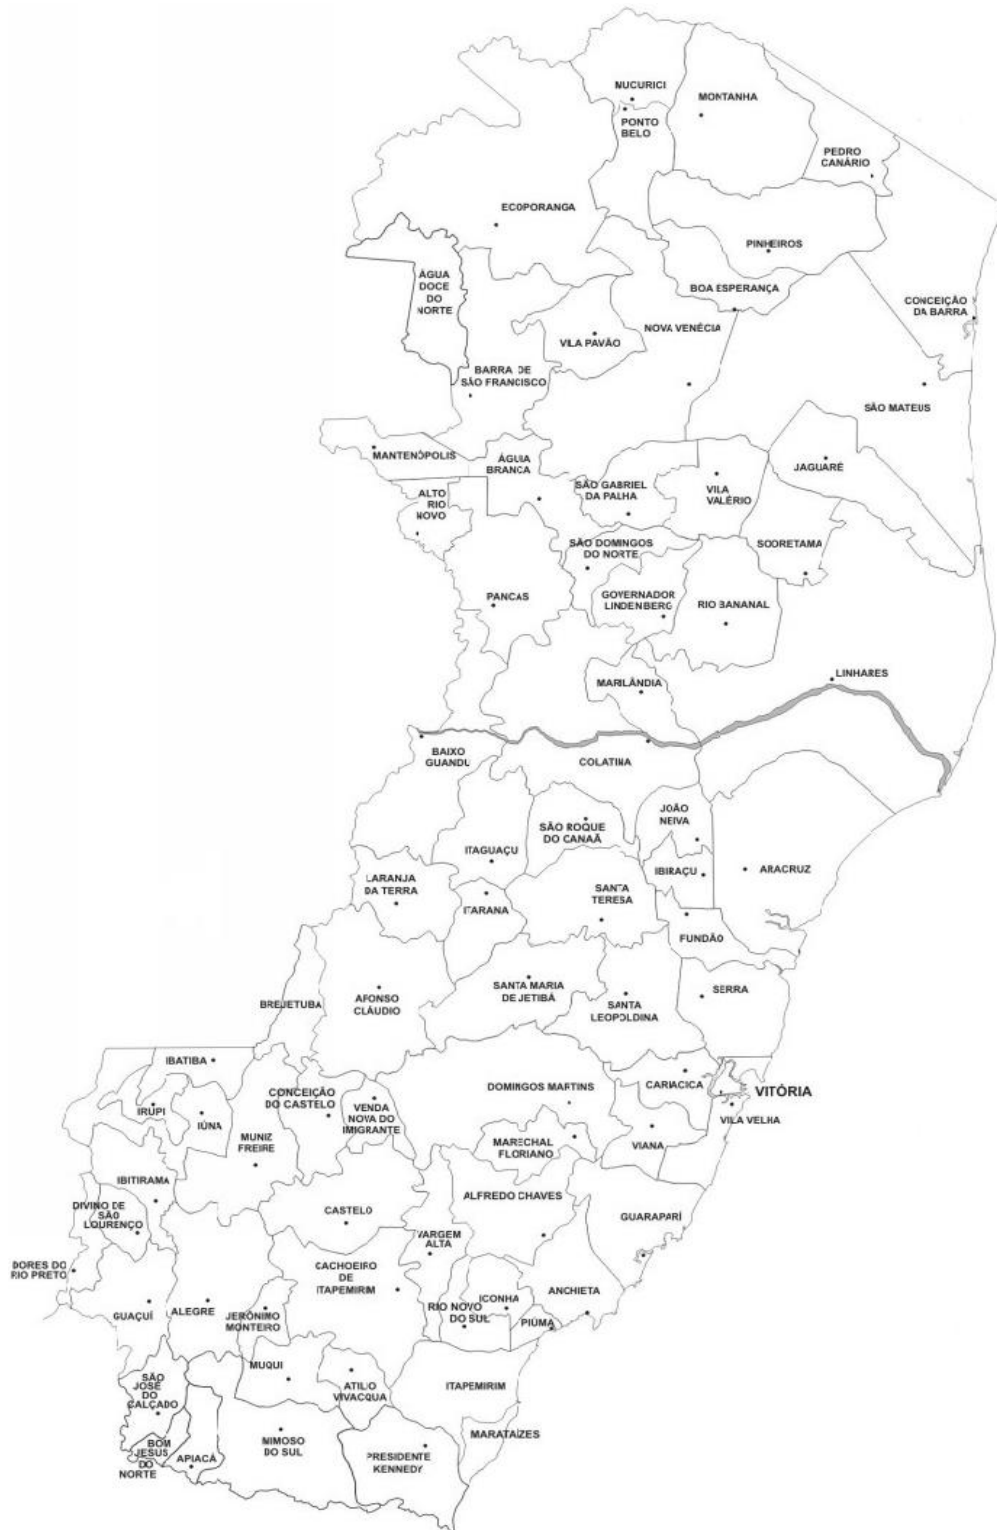 MUCURICI
MONTANHA
PONTO
BELO
PEDRO
CANÁRIO
ECOPORANGA
PINHEIROS
ÁGUA
DOCE
DO
NORTE
BOA ESPERANÇA
CONCEIÇÃO
DA BARRA
NOVA VENÉCIA
VILA PAVÃO
BARRA DE
SÃO FRANCISCO
SÃO MATEUS
MANTENÓPOLIS
ÁGUIA
BRANCA
JAGUARÉ
SÃO GABRIEL
DA PALHA
VILA
VALÉRIO
ALTO
RIO
NOVO
SÃO DOMINGOS
DO NORTE
SOORETAMA
PANCAS
GOVERNADOR
LINDENBERG
RIO BANANAL
MARILÂNDIA
LINHARES
BAIXO
GUANDU
COLATINA
JOÃO
NEIVA
SÃO ROQUE
DO CANAÃ
ITAGUAÇU
IBIRAÇU
ARACRUZ
LARANJA
DA TERRA
ITARANA
SANTA
TERESA
FUNDÃO
SANTA MARIA
DE JETIBÁ
SERRA
AFONSO
CLÁUDIO
BREJETUBA
SANTA
LEOPOLDINA
IBATIBA
DOMINGOS MARTINS
CARIACICA
VITÓRIA
CONCEIÇÃO
DO CASTELO
VENDA
NOVA DO
IMIGRANTE
IRUPI
IÚNA
VILA VELHA
MUNIZ
FREIRE
MARECHAL
FLORIANO
VIANA
IBITIRAMA
ALFREDO CHAVES
DIVINO DE
SÃO
LOURENÇO
CASTELO
GUARAPARÍ
VARGEM
ALTA
DORES DO
RIO PRETO
CACHOEIRO
DE
ITAPEMIRIM
ANCHIETA
ICONHA
GUAÇUÍ
ALEGRE
JERÔNIMO
MONTEIRO
RIO NOVO
DO SUL
PIÚMA
MUQUI
SÃO
JOSÉ
DO
CALÇADO
ATILIO
VIVACQUA
ITAPEMIRIM
MARATAÍZES
BOM
JESUS
DO
NORTE
APIACÁ
MIMOSO
DO SUL
PRESIDENTE
KENNEDY